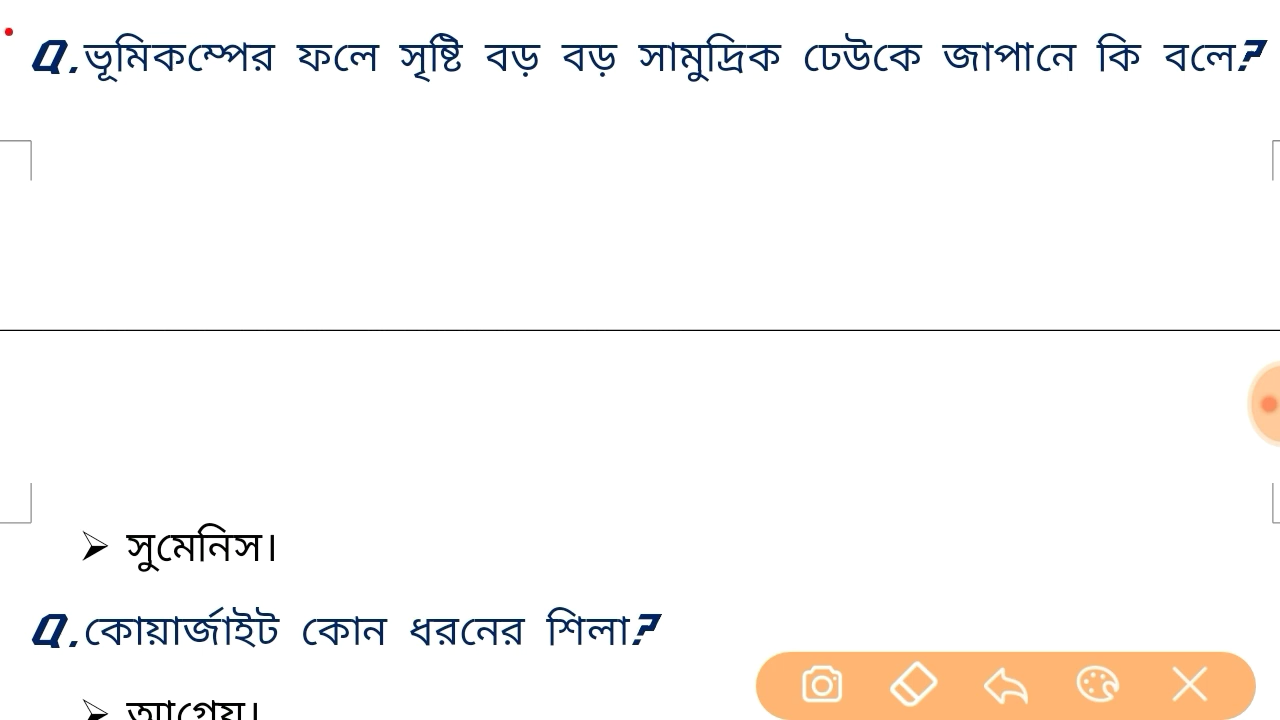 Q.ভূমিকম্পের ফলে সৃষ্টি বড় বড় সামুদ্রিক ঢেউকে জাপানে কি বলে?
➢ সুমেনিস।
Q.কোয়ার্জাইট কোন ধরনের শিলা?
➢ আগ্নেয়।